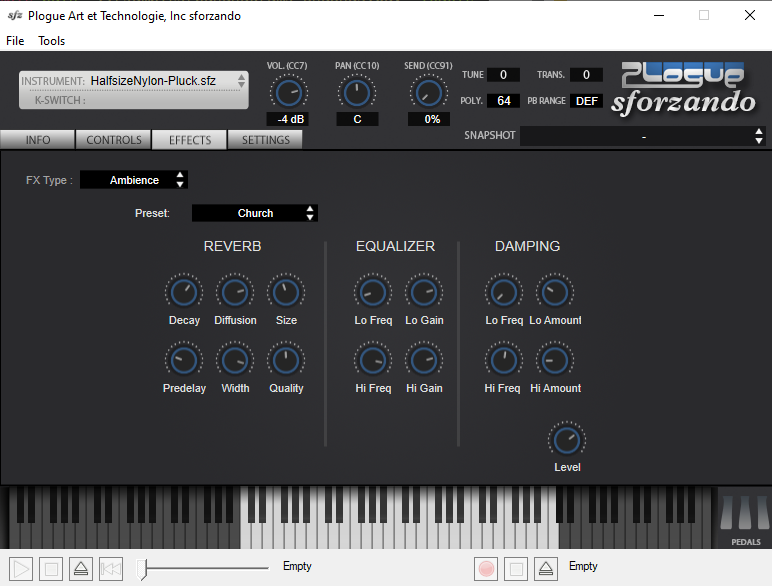 sfz Plogue Art et Technologie, Inc sforzando
File Tools
INSTRUMENT: HalfsizeNylon-Pluck.sfz
K-SWITCH :
VOL. (CC7) PAN (CC10) SEND (CC91)
-4 dB C 0%
TUNE 0 TRANS. 0
POLY. 64 PB RANGE DEF
PLOGUE
sforzando
SNAPSHOT -
INFO CONTROLS EFFECTS SETTINGS
FX Type : Ambience
Preset: Church
REVERB EQUALIZER DAMPING
Decay Diffusion Size Lo Freq Lo Gain Lo Freq Lo Amount
Predelay Width Quality Hi Freq Hi Gain Hi Freq Hi Amount
Level
PEDALS
Empty Empty